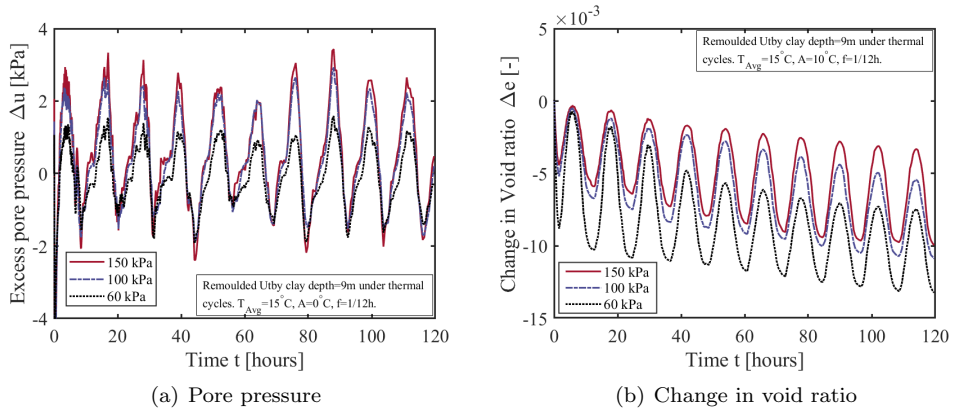 4
2
0
-2
-4
Excess pore pressure Δu [kPa]
150 kPa
100 kPa
60 kPa
Remoulded Utby clay depth=9m under thermal
cycles. T_Avg=15°C, A=0°C, f=1/12h.
0 20 40 60 80 100 120
Time t [hours]
(a) Pore pressure
×10⁻³
5
0
-5
-10
-15
Change in Void ratio Δe [-]
Remoulded Utby clay depth=9m under thermal
cycles. T_Avg=15°C, A=10°C, f=1/12h.
150 kPa
100 kPa
60 kPa
0 20 40 60 80 100 120
Time t [hours]
(b) Change in void ratio